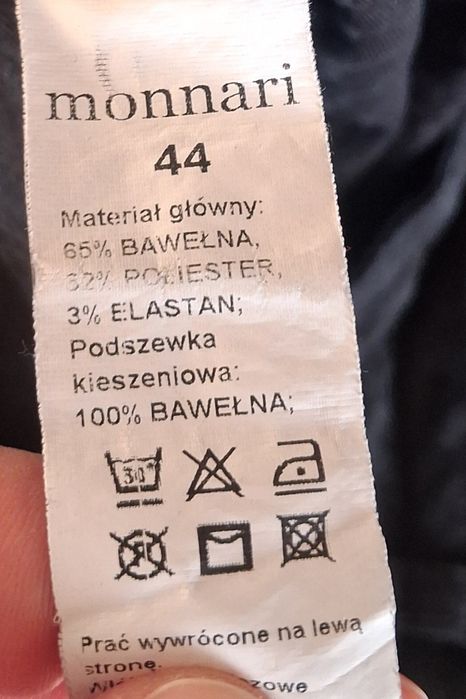 monnari
44
Materiał główny:
65% BAWEŁNA,
32% POLIESTER,
3% ELASTAN;
Podszewka
kieszeniowa:
100% BAWEŁNA;
30°
Prać wywrócone na lewą
stronę.